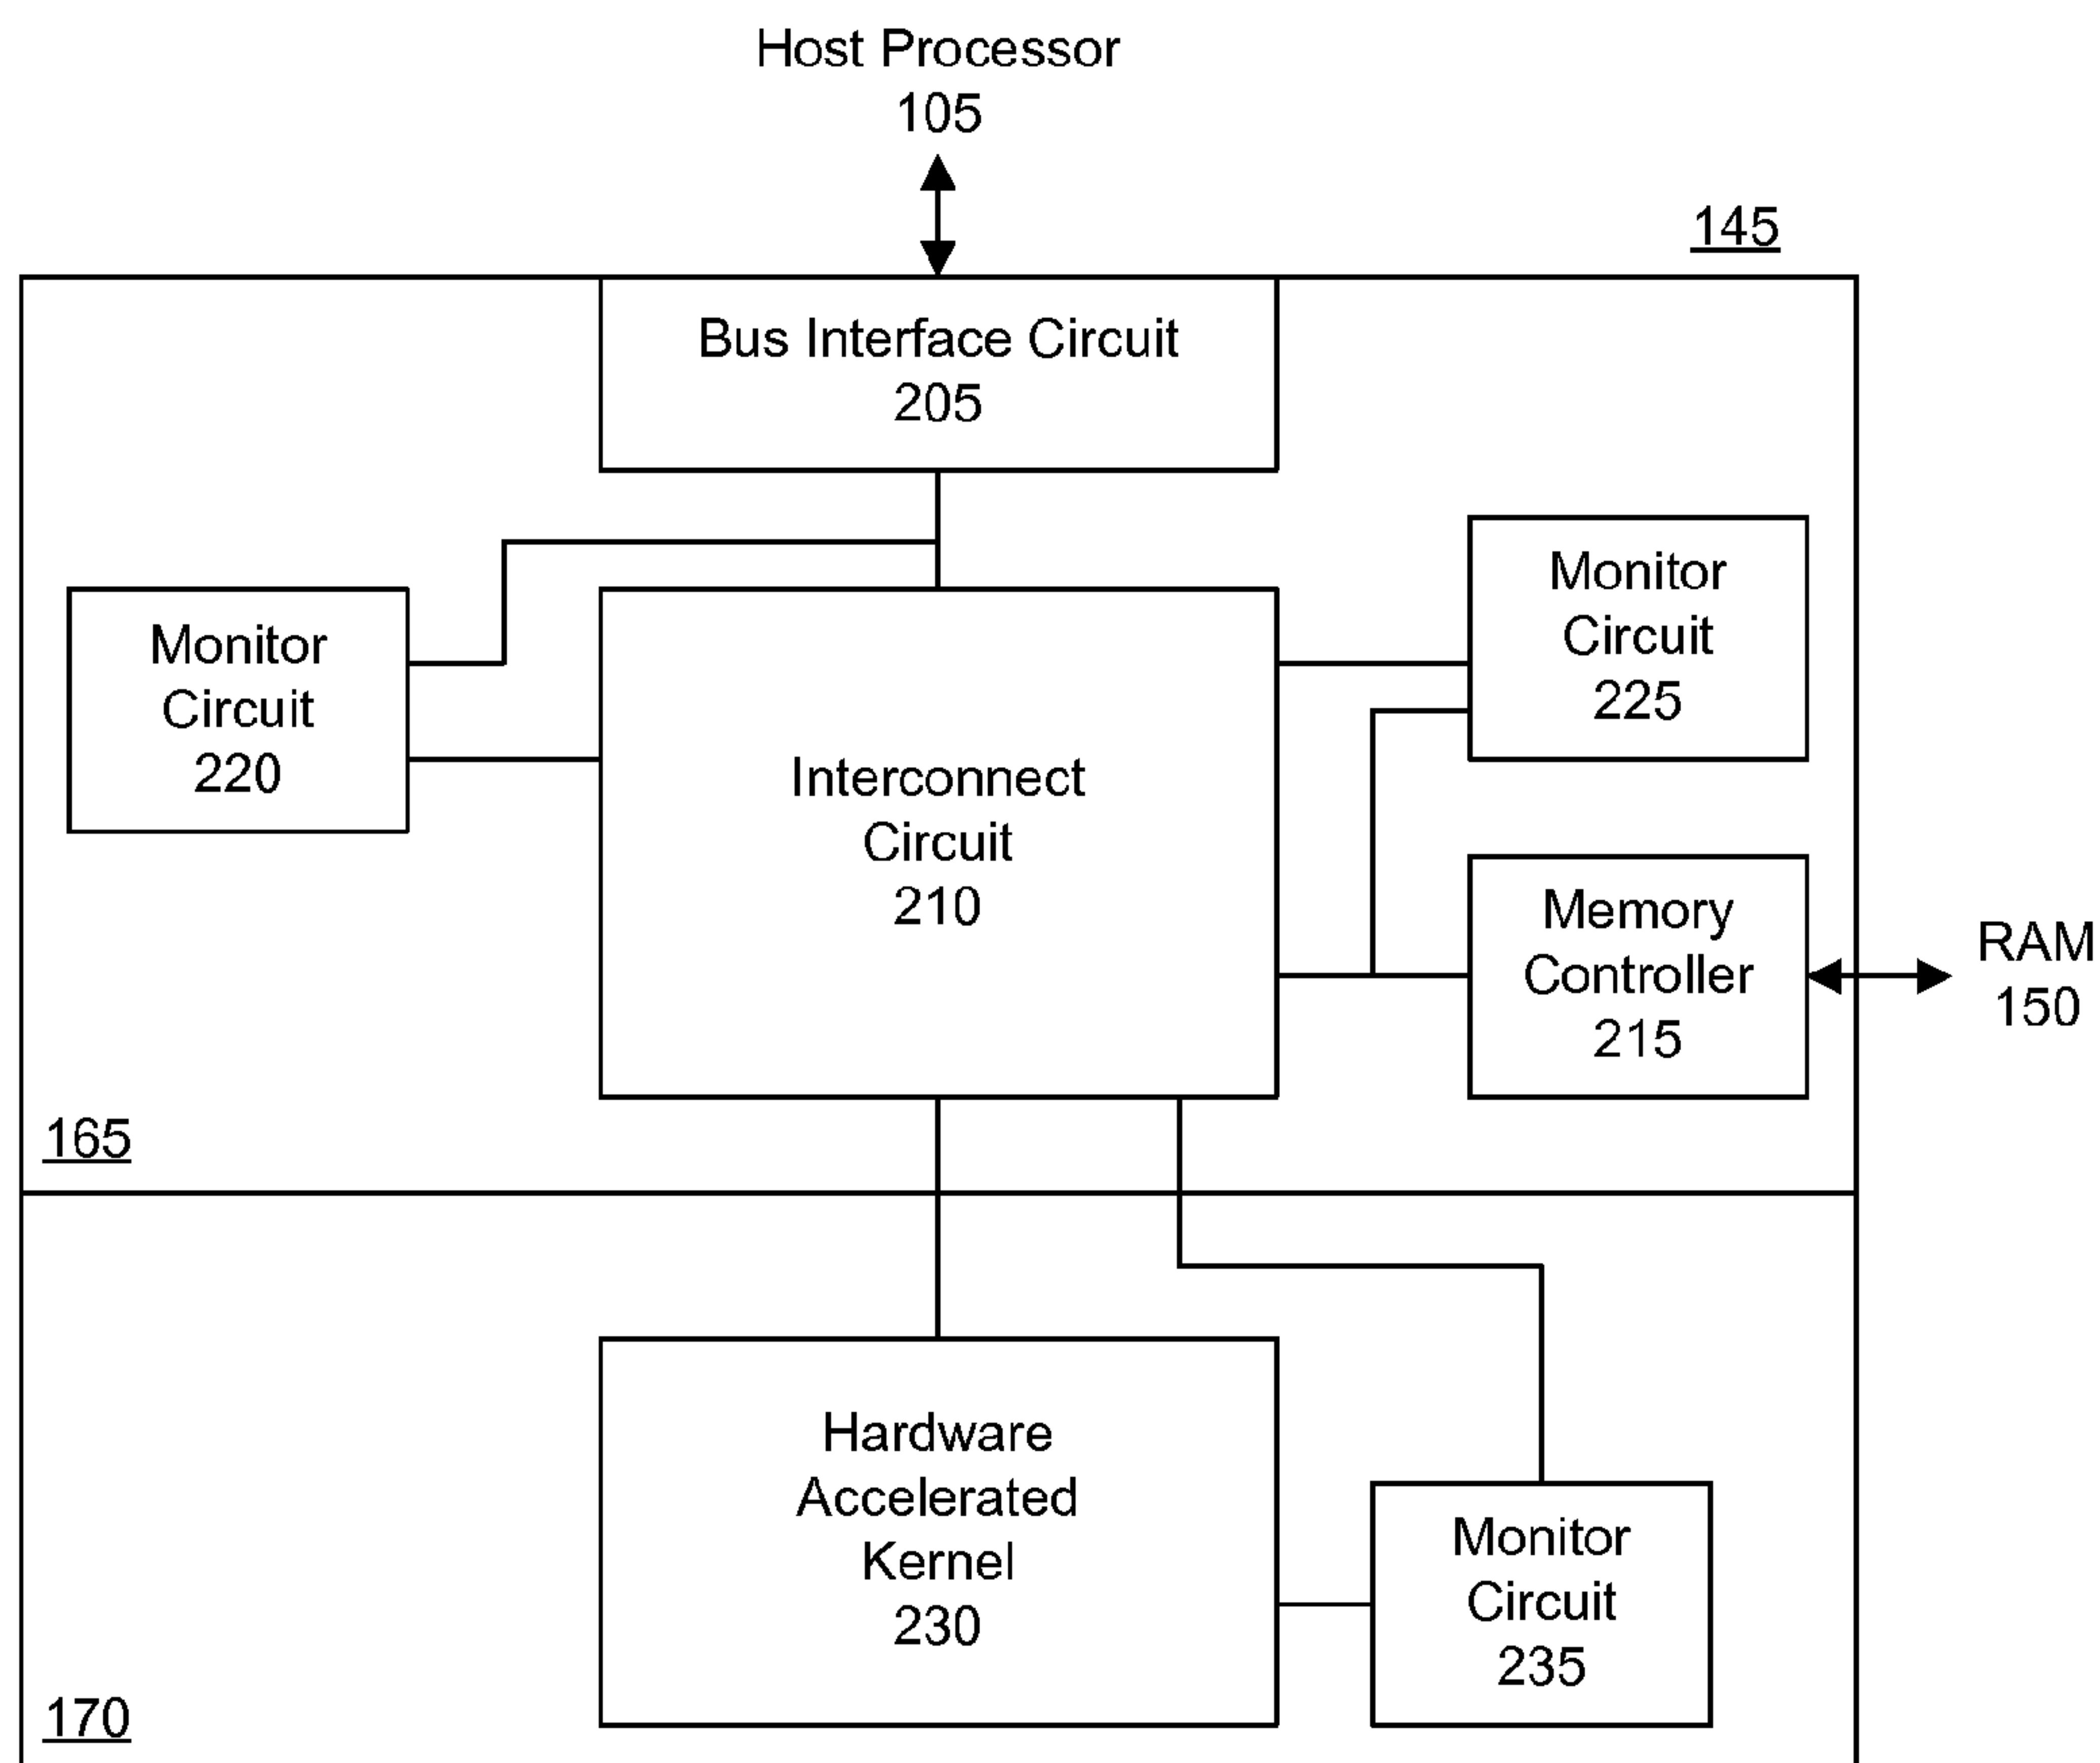 Host Processor
105
145
Bus Interface Circuit
205
Monitor
Circuit
220
Interconnect
Circuit
210
Monitor
Circuit
225
Memory
Controller
215
RAM
150
165
Hardware
Accelerated
Kernel
230
Monitor
Circuit
235
170